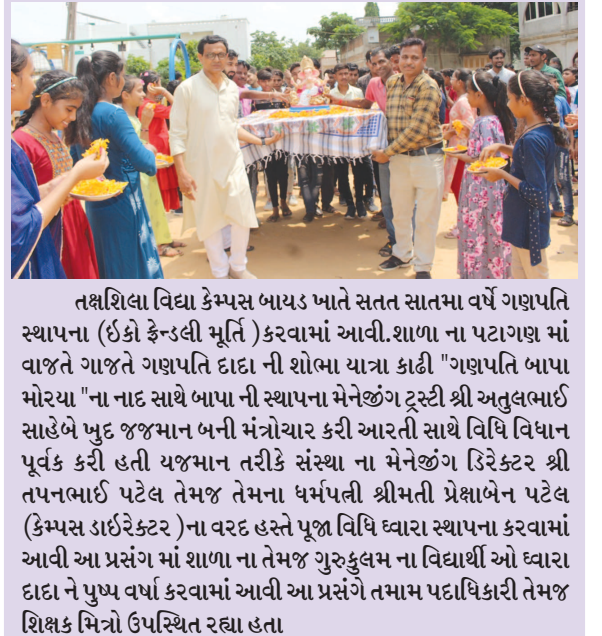 તક્ષશિલા વિદ્યા કેમ્પસ બાયડ ખાતે સતત સાતમા વર્ષે ગણપતિ
સ્થાપના (ઇકો ફ્રેન્ડલી મૂર્તિ )કરવામાં આવી.શાળા ના પટાગણ માં
વાજતે ગાજતે ગણપતિ દાદા ની શોભા યાત્રા કાઢી "ગણપતિ બાપા
મોરયા "ના નાદ સાથે બાપા ની સ્થાપના મેનેજીંગ ટ્રસ્ટી શ્રી અતુલભાઈ
સાહેબે ખુદ જજમાન બની મંત્રોચાર કરી આરતી સાથે વિધિ વિધાન
પૂર્વક કરી હતી યજમાન તરીકે સંસ્થા ના મેનેજીંગ ડિરેક્ટર શ્રી
તપનભાઈ પટેલ તેમજ તેમના ધર્મપત્ની શ્રીમતી પ્રેક્ષાબેન પટેલ
(કેમ્પસ ડાઇરેક્ટર )ના વરદ હસ્તે પૂજા વિધિ ઘ્વારા સ્થાપના કરવામાં
આવી આ પ્રસંગ માં શાળા ના તેમજ ગુરુકુલમ ના વિદ્યાર્થી ઓ ઘ્વારા
દાદા ને પુષ્પ વર્ષા કરવામાં આવી આ પ્રસંગે તમામ પદાધિકારી તેમજ
શિક્ષક મિત્રો ઉપસ્થિત રહ્યા હતા